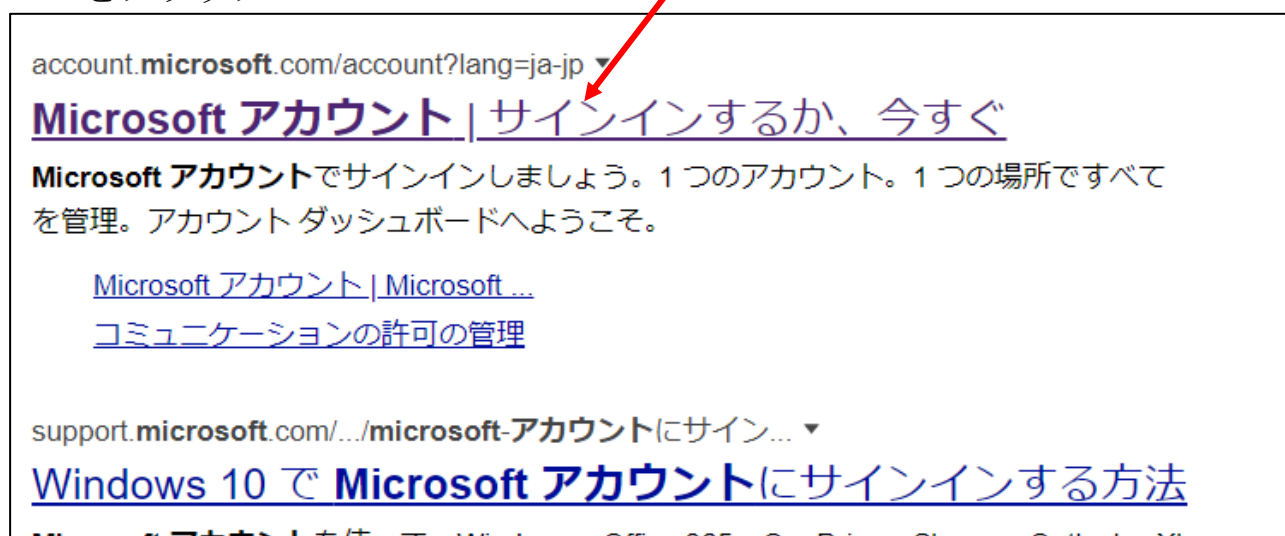 account.microsoft.com/account?lang=ja-jp
Microsoft アカウント | サインインするか、今すぐ
Microsoft アカウントでサインインしましょう。1 つのアカウント。1 つの場所ですべて
を管理。アカウント ダッシュボードへようこそ。
Microsoft アカウント | Microsoft ...
コミュニケーションの許可の管理
support.microsoft.com/.../microsoft-アカウントにサイン...
Windows 10 で Microsoft アカウントにサインインする方法